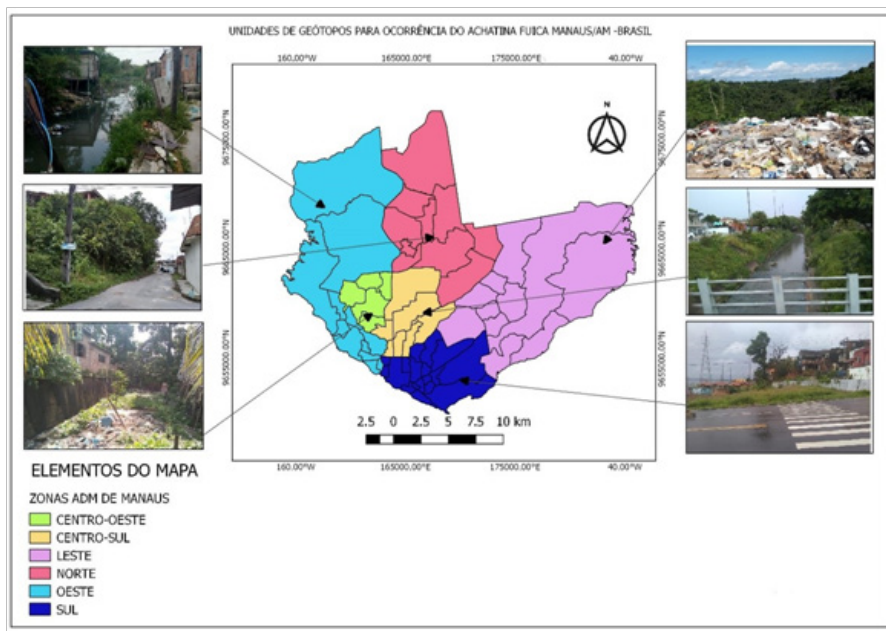 UNIDADES DE GEÓTOPOS PARA OCORRÊNCIA DO ACHATINA FUICA MANAUS/AM -BRASIL
160.00°W 165000.00°E 175000.00°E 40.00°W
N
9675000.00°N 9675000.00°N
9665000.00°N 9665000.00°N
9655000.00°N 9655000.00°N
2.5 0 2.5 5 7.5 10 km
160.00°W 165000.00°E 175000.00°E 40.00°W
ELEMENTOS DO MAPA
ZONAS ADM DE MANAUS
CENTRO-OESTE
CENTRO-SUL
LESTE
NORTE
OESTE
SUL